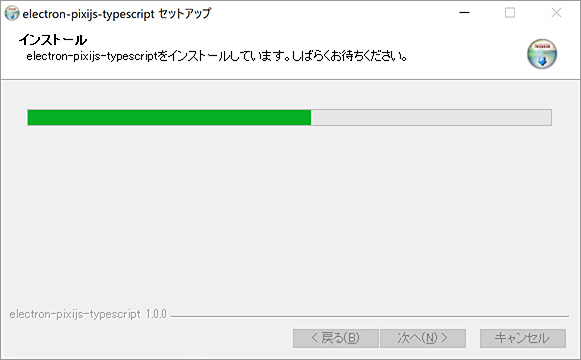 electron-pixijs-typescript セットアップ
インストール
electron-pixijs-typescriptをインストールしています。しばらくお待ちください。
electron-pixijs-typescript 1.0.0
< 戻る(B)
次へ(N) >
キャンセル